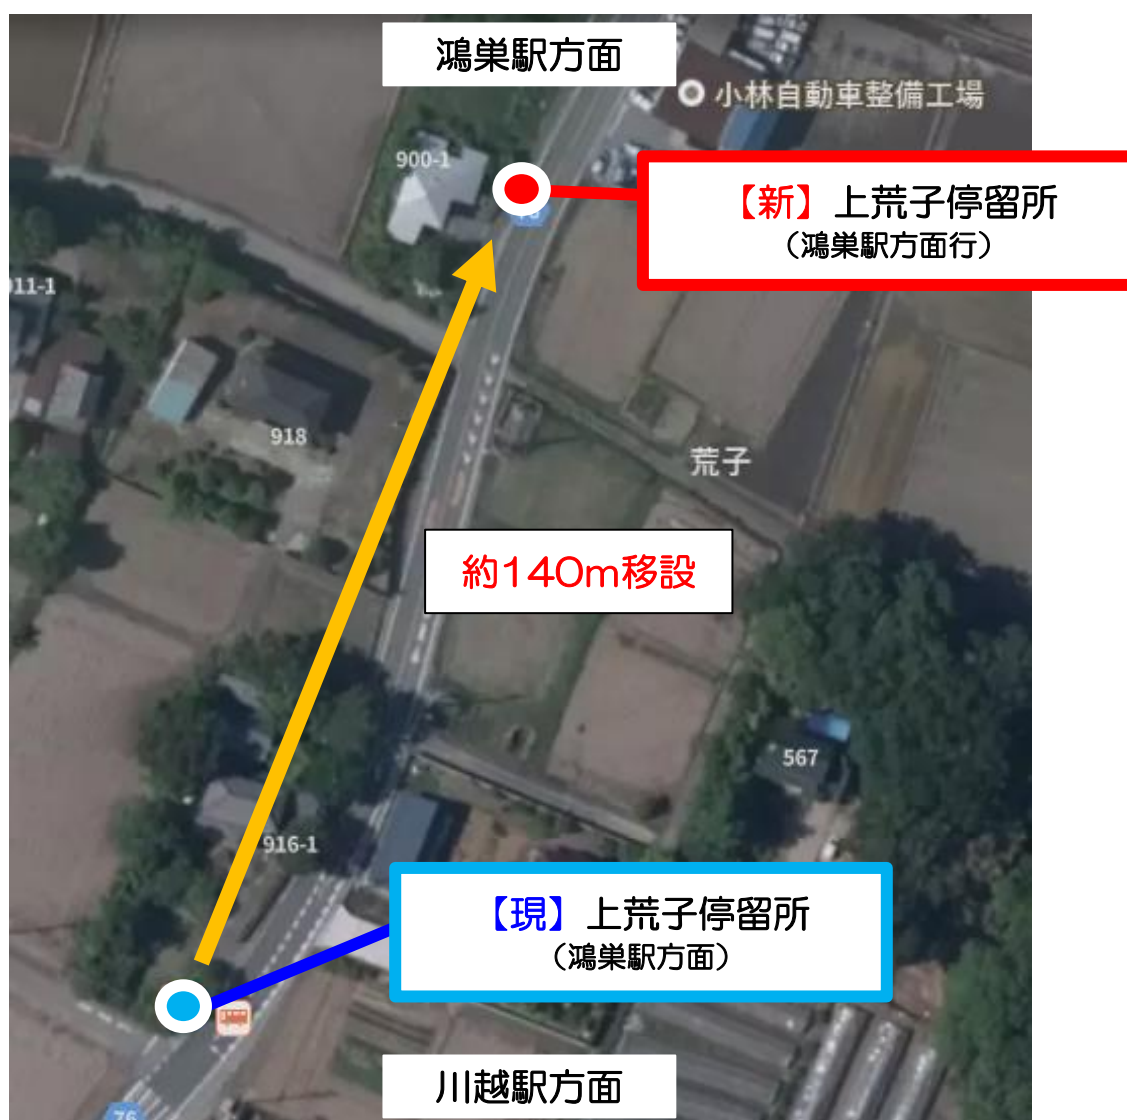 鴻巣駅方面
小林自動車整備工場
900-1
【新】上荒子停留所
(鴻巣駅方面行)
911-1
918
荒子
約140m移設
567
916-1
【現】上荒子停留所
(鴻巣駅方面)
川越駅方面
76